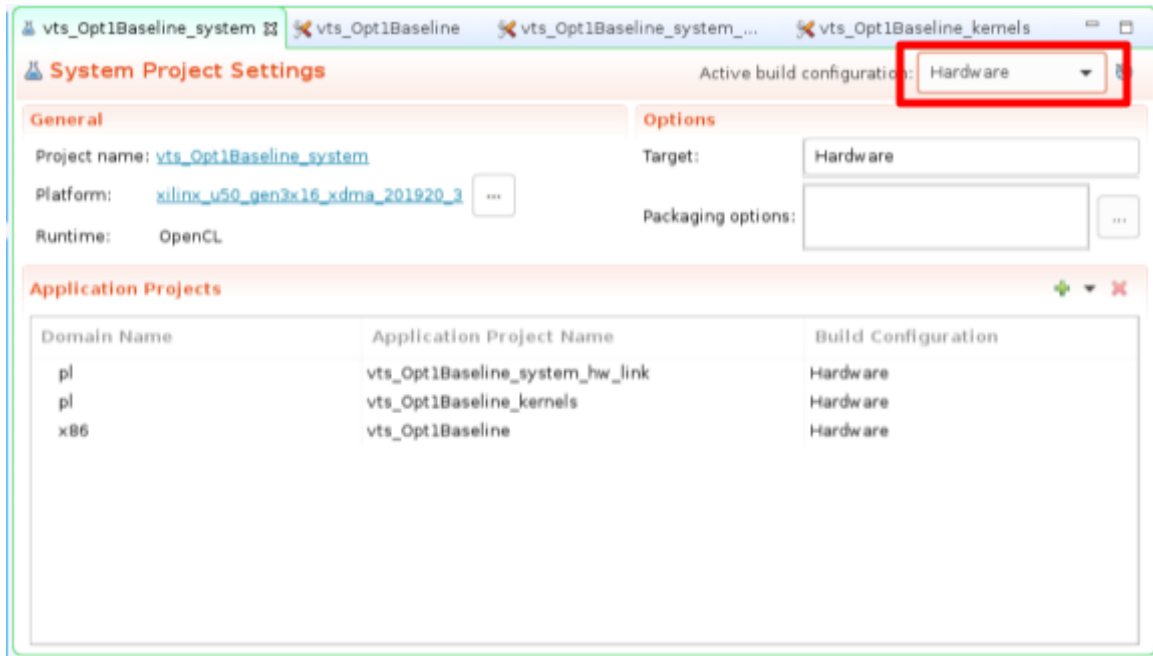 vts_Opt1Baseline_system vts_Opt1Baseline vts_Opt1Baseline_system_... vts_Opt1Baseline_kernels
System Project Settings Active build configuration: Hardware
General Options
Project name: vts_Opt1Baseline_system Target: Hardware
Platform: xilinx_u50_gen3x16_xdma_201920_3 ... Packaging options: ...
Runtime: OpenCL
Application Projects
Domain Name Application Project Name Build Configuration
pl vts_Opt1Baseline_system_hw_link Hardware
pl vts_Opt1Baseline_kernels Hardware
x86 vts_Opt1Baseline Hardware